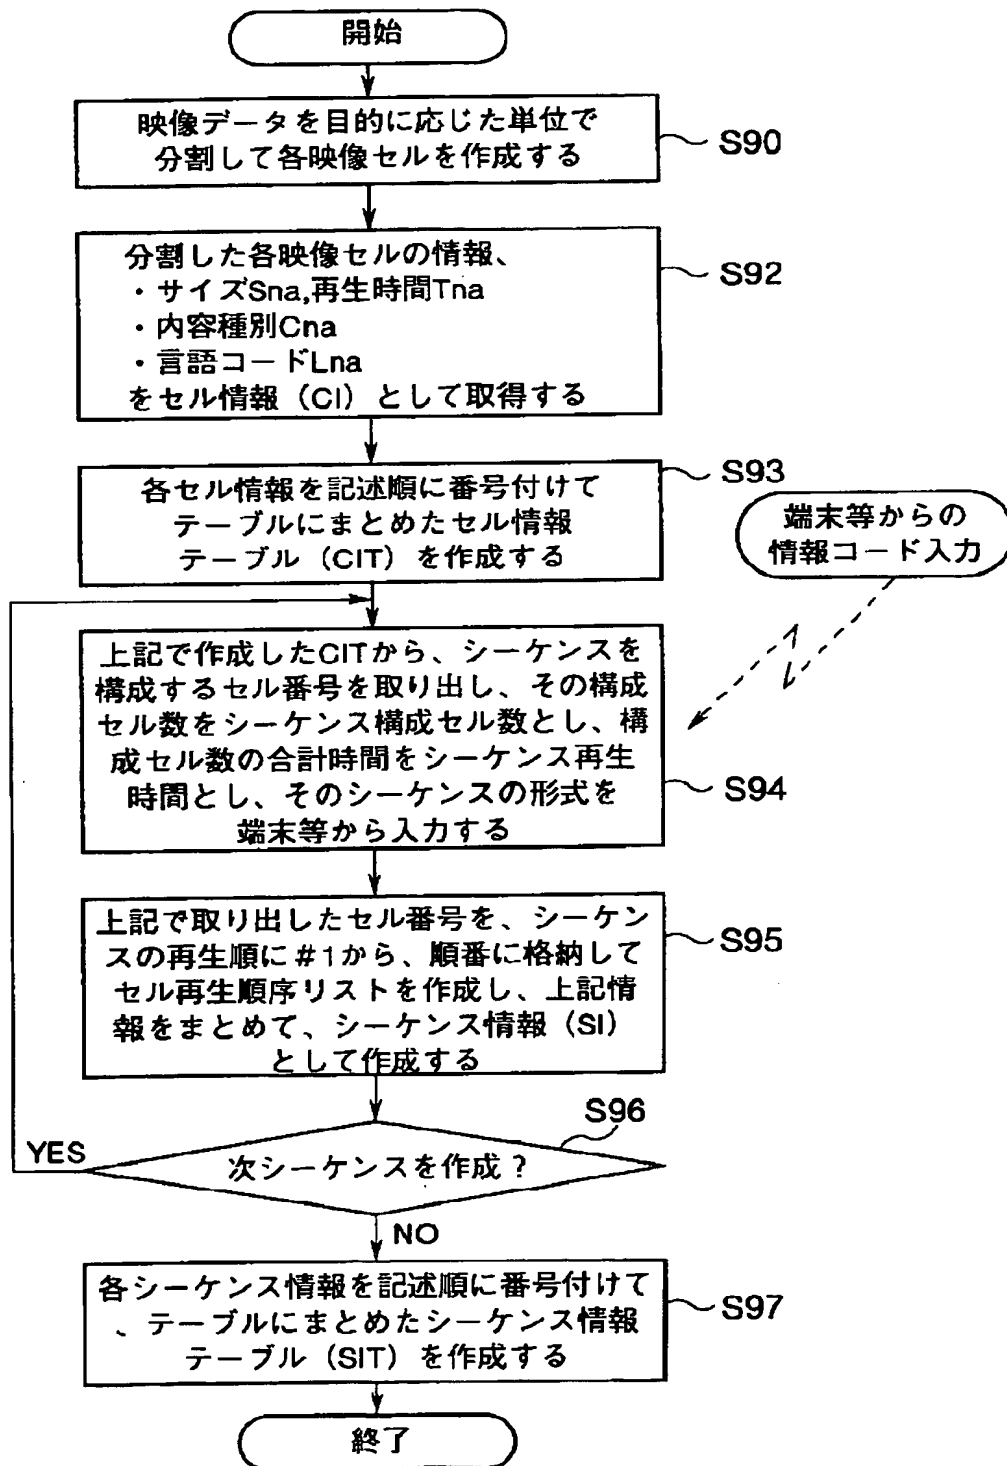 開始
映像データを目的に応じた単位で
分割して各映像セルを作成する
S90
分割した各映像セルの情報、
・サイズSna,再生時間Tna
・内容種別Cna
・言語コードLna
をセル情報（CI）として取得する
S92
各セル情報を記述順に番号付けて
テーブルにまとめたセル情報
テーブル（CIT）を作成する
S93
端末等からの
情報コード入力
上記で作成したCITから、シーケンスを
構成するセル番号を取り出し、その構成
セル数をシーケンス構成セル数とし、構
成セル数の合計時間をシーケンス再生
時間とし、そのシーケンスの形式を
端末等から入力する
S94
上記で取り出したセル番号を、シーケン
スの再生順に#1から、順番に格納して
セル再生順序リストを作成し、上記情
報をまとめて、シーケンス情報（SI）
として作成する
S95
S96
YES
次シーケンスを作成？
NO
各シーケンス情報を記述順に番号付けて
、テーブルにまとめたシーケンス情報
テーブル（SIT）を作成する
S97
終了